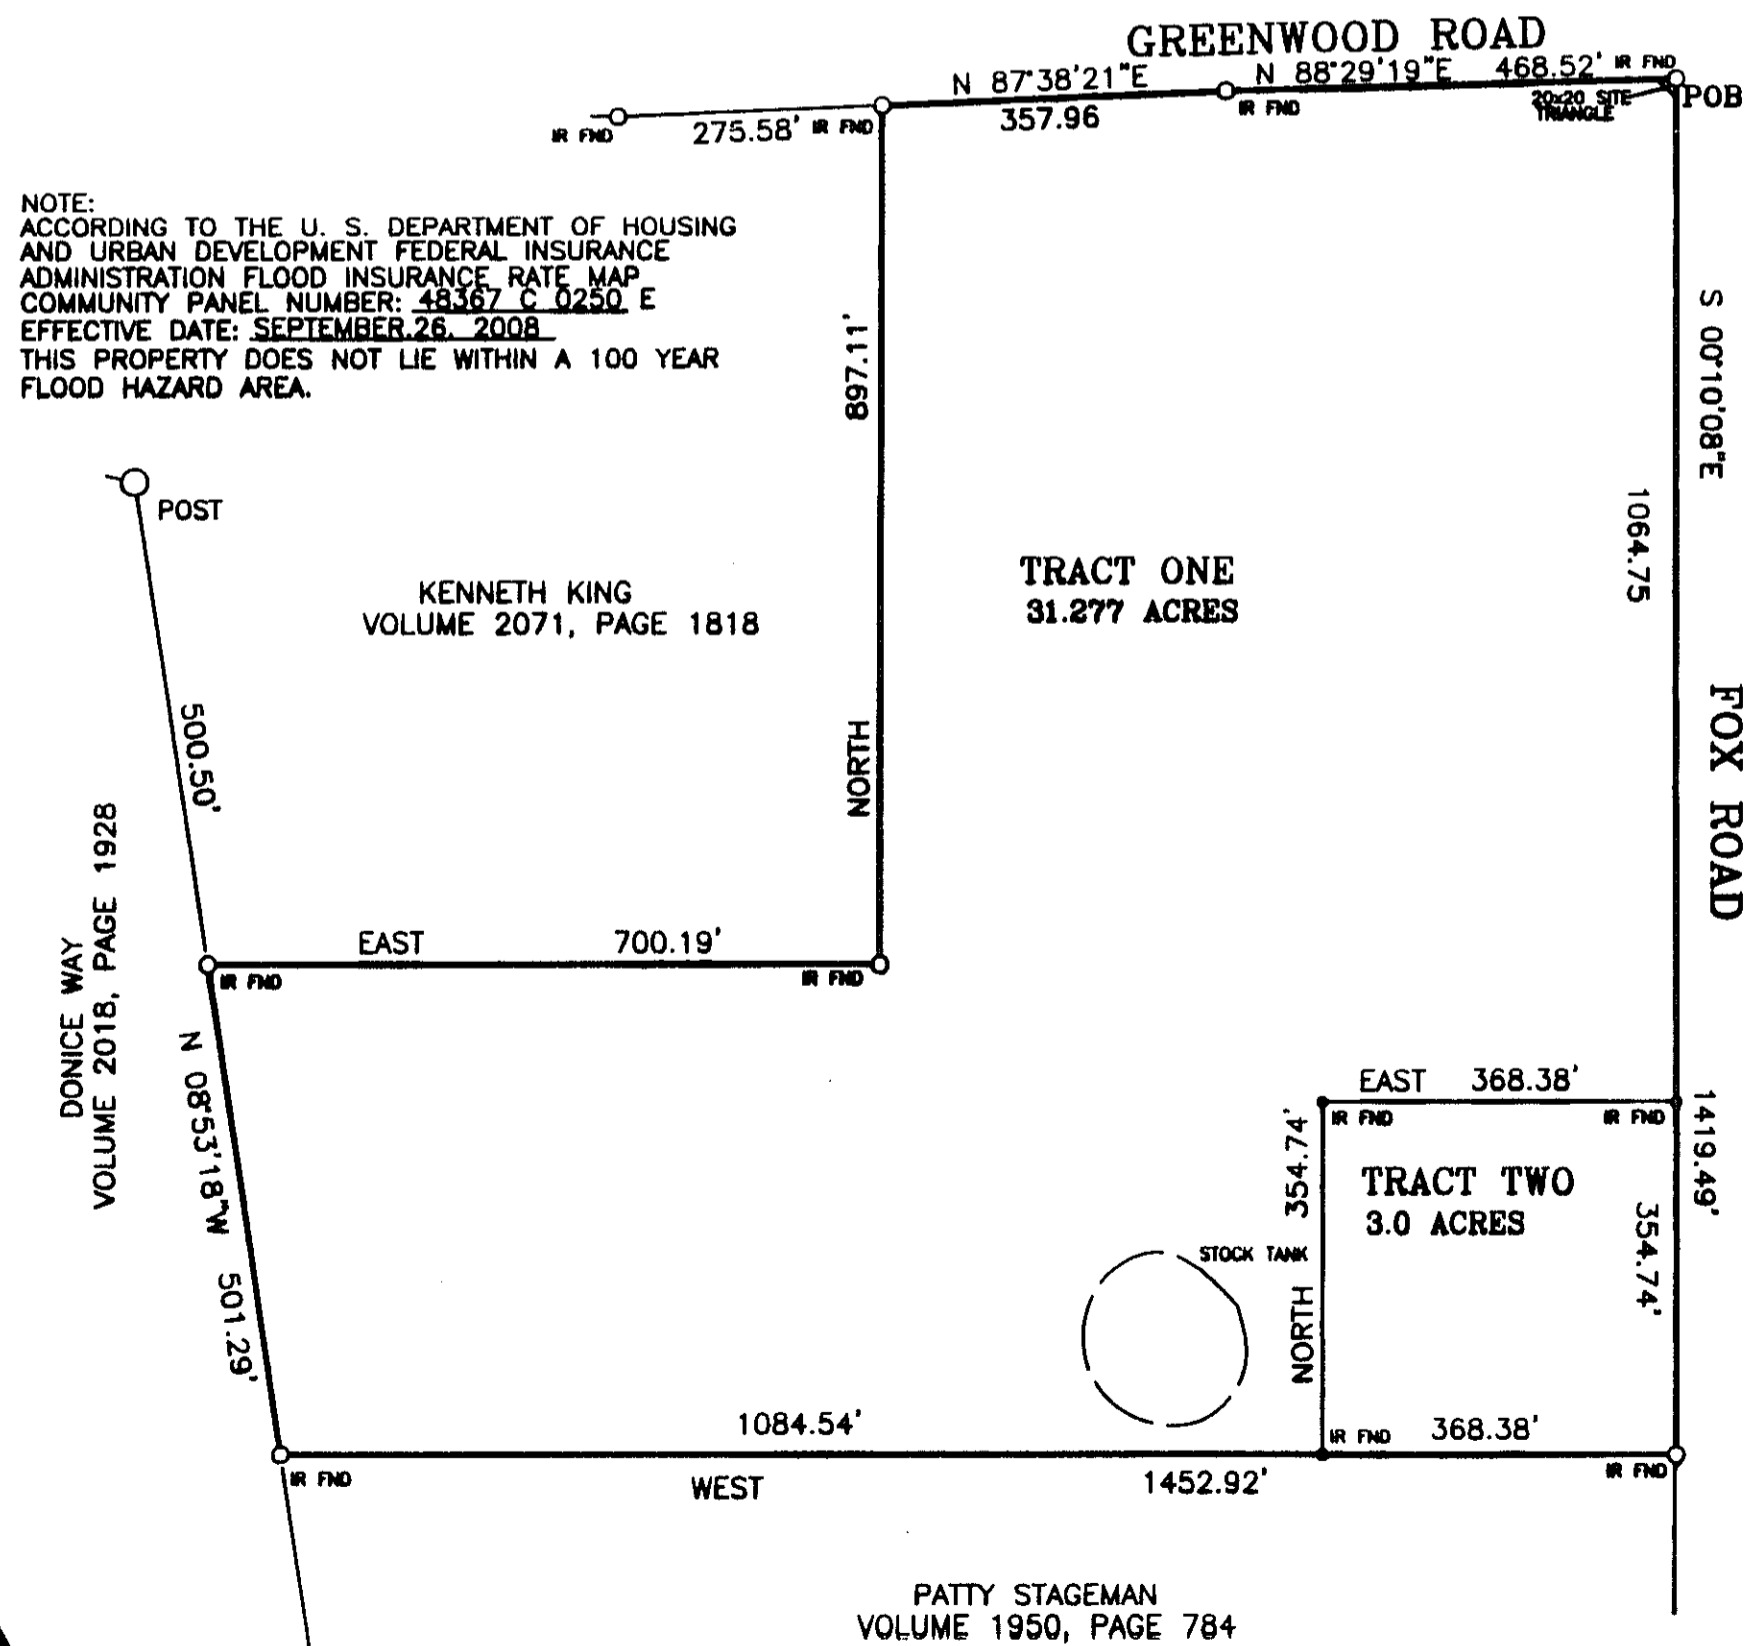 GREENWOOD ROAD
N 87°38'21"E
N 88°29'19"E 468.52' IR FND
IR FND
275.58' IR FND
357.96
IR FND
20x20 SITE
TRIANGLE
POB
NOTE:
ACCORDING TO THE U. S. DEPARTMENT OF HOUSING
AND URBAN DEVELOPMENT FEDERAL INSURANCE
ADMINISTRATION FLOOD INSURANCE RATE MAP
COMMUNITY PANEL NUMBER: 48367 C 0250 E
EFFECTIVE DATE: SEPTEMBER 26, 2008
THIS PROPERTY DOES NOT LIE WITHIN A 100 YEAR
FLOOD HAZARD AREA.
897.11'
NORTH
S 00°10'08"E
1064.75
FOX ROAD
POST
KENNETH KING
VOLUME 2071, PAGE 1818
TRACT ONE
31.277 ACRES
500.50'
DONICE WAY
VOLUME 2018, PAGE 1928
EAST 700.19'
IR FND
IR FND
N 08°53'18"W 501.29'
EAST 368.38'
IR FND
IR FND
1419.49'
354.74'
NORTH
TRACT TWO
3.0 ACRES
354.74'
STOCK TANK
1084.54'
IR FND
368.38'
IR FND
WEST
1452.92'
IR FND
PATTY STAGEMAN
VOLUME 1950, PAGE 784